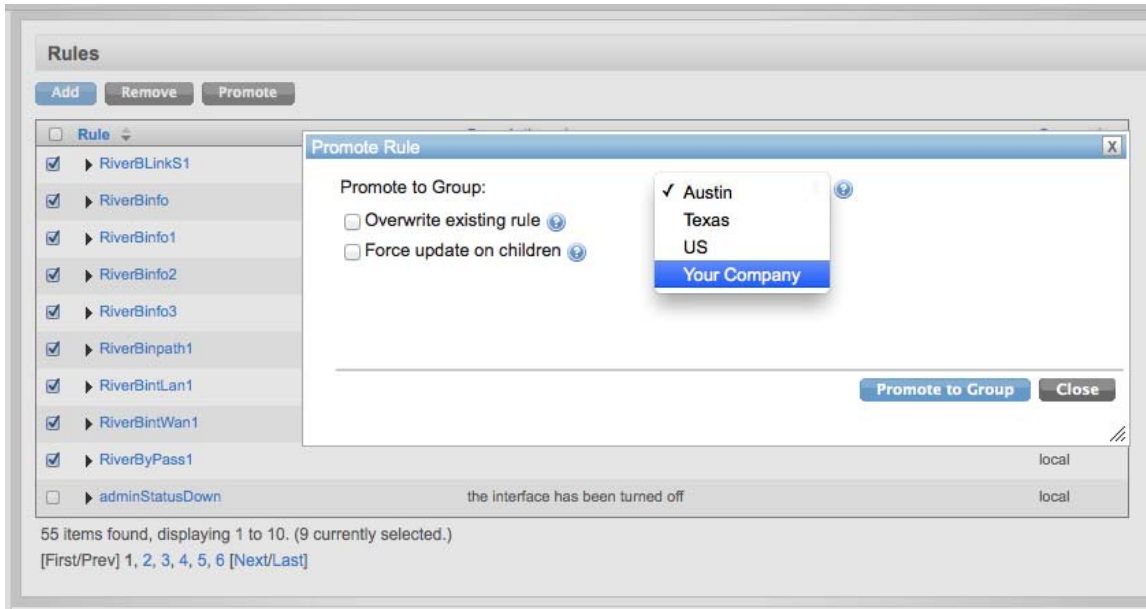 Rules
Add Remove Promote
Rule
Promote Rule
X
RiverBLinkS1
Promote to Group:
✓ Austin
RiverBinfo
Overwrite existing rule
Texas
RiverBinfo1
Force update on children
US
RiverBinfo2
Your Company
RiverBinfo3
RiverBinpath1
RiverBintLan1
Promote to Group Close
RiverBintWan1
RiverByPass1 local
adminStatusDown the interface has been turned off local
55 items found, displaying 1 to 10. (9 currently selected.)
[First/Prev] 1, 2, 3, 4, 5, 6 [Next/Last]